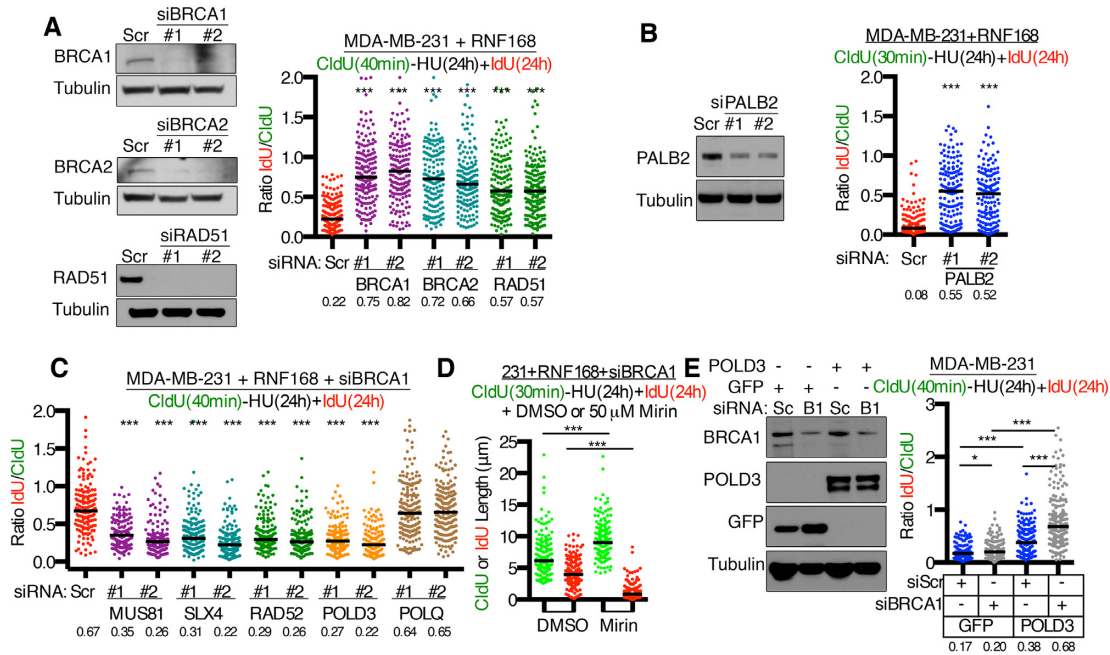 A
siBRCA1
Scr #1 #2
BRCA1
Tubulin
siBRCA2
Scr #1 #2
BRCA2
Tubulin
siRAD51
Scr #1 #2
RAD51
Tubulin
MDA-MB-231 + RNF168
CldU(40min)-HU(24h)+IdU(24h)
Ratio IdU/CldU
2.0
1.5
1.0
0.5
0.0
*** *** *** *** *** ***
siRNA: Scr #1 #2 #1 #2 #1 #2
BRCA1 BRCA2 RAD51
0.22 0.75 0.82 0.72 0.66 0.57 0.57
B
siPALB2
Scr #1 #2
PALB2
Tubulin
MDA-MB-231+RNF168
CldU(30min)-HU(24h)+IdU(24h)
Ratio IdU/CldU
2.0
1.5
1.0
0.5
0.0
*** ***
siRNA: Scr #1 #2
PALB2
0.08 0.55 0.52
C
MDA-MB-231 + RNF168 + siBRCA1
CldU(40min)-HU(24h)+IdU(24h)
Ratio IdU/CldU
2.0
1.5
1.0
0.5
0.0
*** *** *** *** *** *** *** ***
siRNA: Scr #1 #2 #1 #2 #1 #2 #1 #2 #1 #2
MUS81 SLX4 RAD52 POLD3 POLQ
0.67 0.35 0.26 0.31 0.22 0.29 0.26 0.27 0.22 0.64 0.65
D
231+RNF168+siBRCA1
CldU(30min)-HU(24h)+IdU(24h)
+ DMSO or 50 µM Mirin
CldU or IdU Length (µm)
25
20
15
10
5
0
***
***
DMSO Mirin
E
POLD3 - - + +
GFP + + - -
siRNA: Sc B1 Sc B1
BRCA1
POLD3
GFP
Tubulin
MDA-MB-231
CldU(40min)-HU(24h)+IdU(24h)
Ratio IdU/CldU
3
2
1
0
***
***
* ***
siScr + - + -
siBRCA1 - + - +
GFP POLD3
0.17 0.20 0.38 0.68